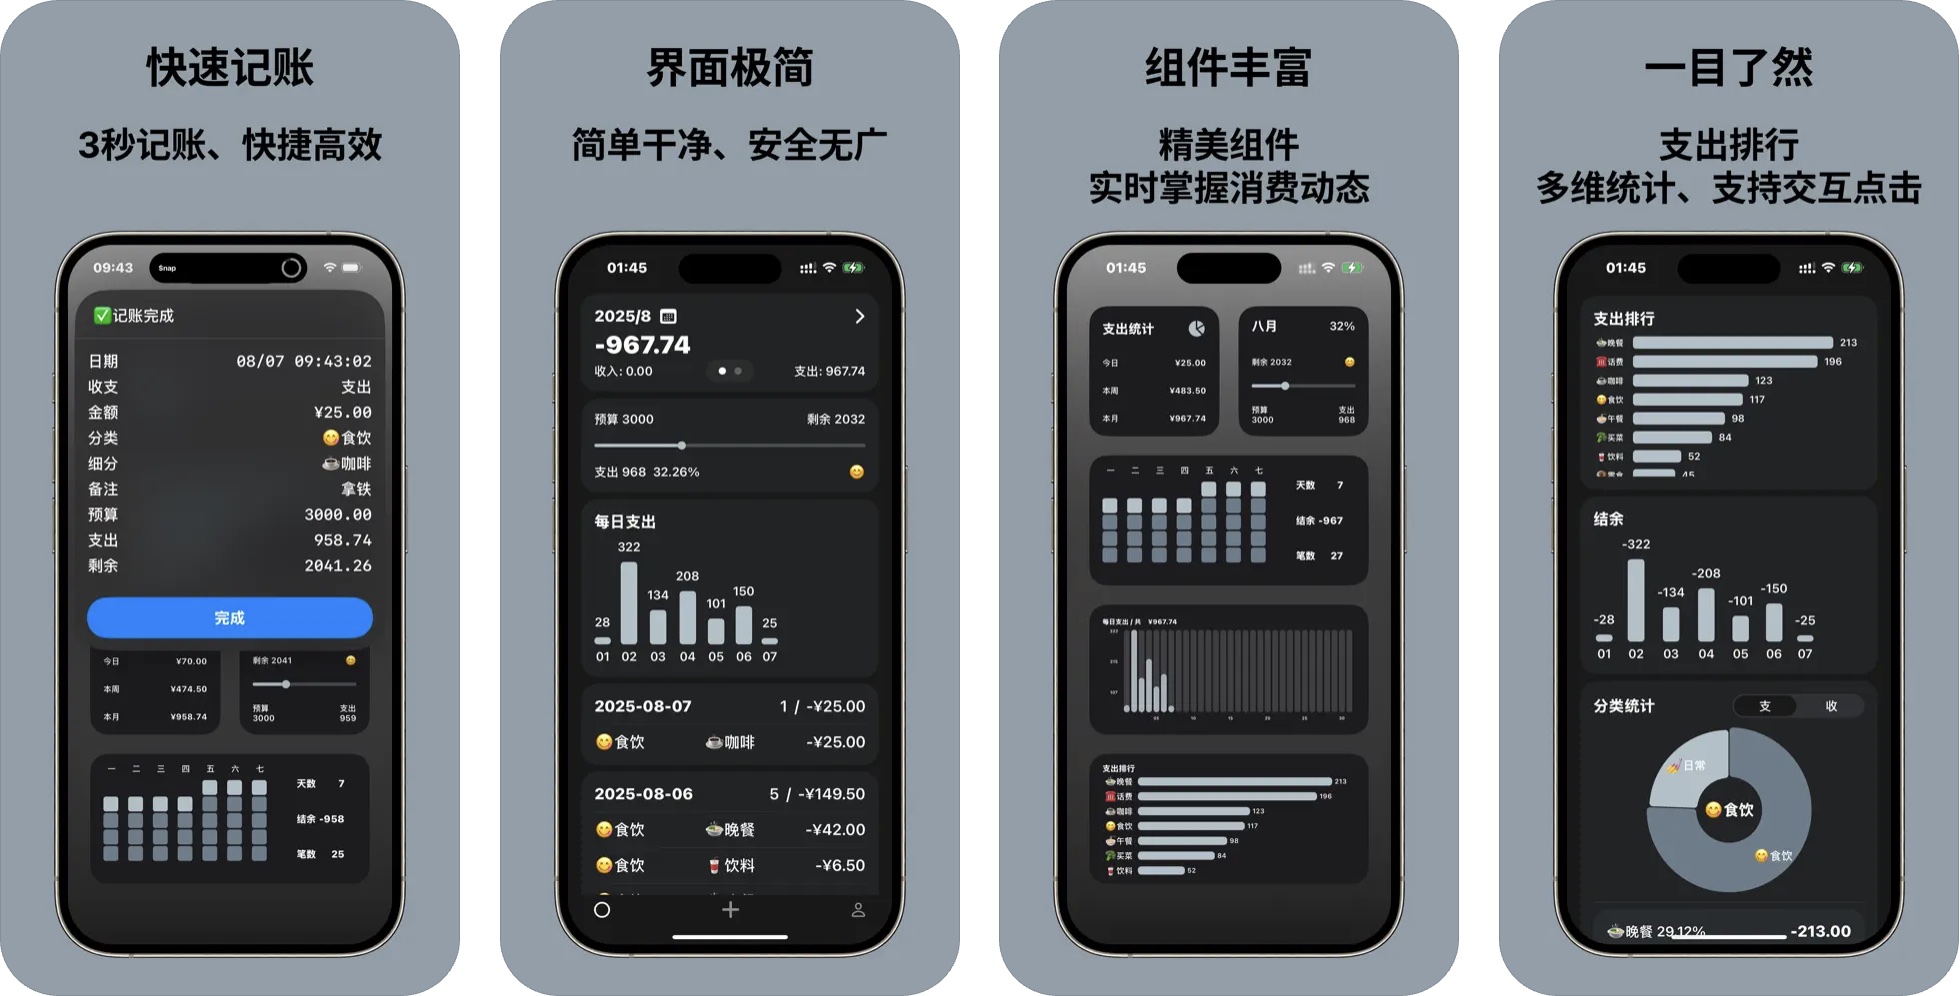 快速记账
3秒记账、快捷高效
09:43
$nap
✅记账完成
日期 08/07 09:43:02
收支 支出
金额 ¥25.00
分类 😋食饮
细分 ☕咖啡
备注 拿铁
预算 3000.00
支出 958.74
剩余 2041.26
完成
今日 ¥70.00
本周 ¥474.50
本月 ¥958.74
剩余 2041
预算 支出
3000 959
一 二 三 四 五 六 七
天数 7
结余 -958
笔数 25
界面极简
简单干净、安全无广
01:45
2025/8
-967.74
收入: 0.00 支出: 967.74
预算 3000 剩余 2032
支出 968 32.26%
每日支出
28 322 134 208 101 150 25
01 02 03 04 05 06 07
2025-08-07 1 / -¥25.00
😋食饮 ☕咖啡 -¥25.00
2025-08-06 5 / -¥149.50
😋食饮 🍲晚餐 -¥42.00
😋食饮 🥤饮料 -¥6.50
组件丰富
精美组件
实时掌握消费动态
01:45
支出统计
今日 ¥25.00
本周 ¥483.50
本月 ¥967.74
八月 32%
剩余 2032
预算 支出
3000 968
一 二 三 四 五 六 七
天数 7
结余 -967
笔数 27
每日支出 / 共 ¥967.74
322
215
107
05 10 15 20 25 30
支出排行
🍲晚餐 213
☎️话费 196
☕咖啡 123
😋食饮 117
🍜午餐 98
🥦买菜 84
🥤饮料 52
一目了然
支出排行
多维统计、支持交互点击
01:45
支出排行
🍲晚餐 213
☎️话费 196
☕咖啡 123
😋食饮 117
🍜午餐 98
🥦买菜 84
🥤饮料 52
45
结余
-28 -322 -134 -208 -101 -150 -25
01 02 03 04 05 06 07
分类统计 支 收
💅日常
😋食饮
😋食饮
🍲晚餐 29.12% -213.00